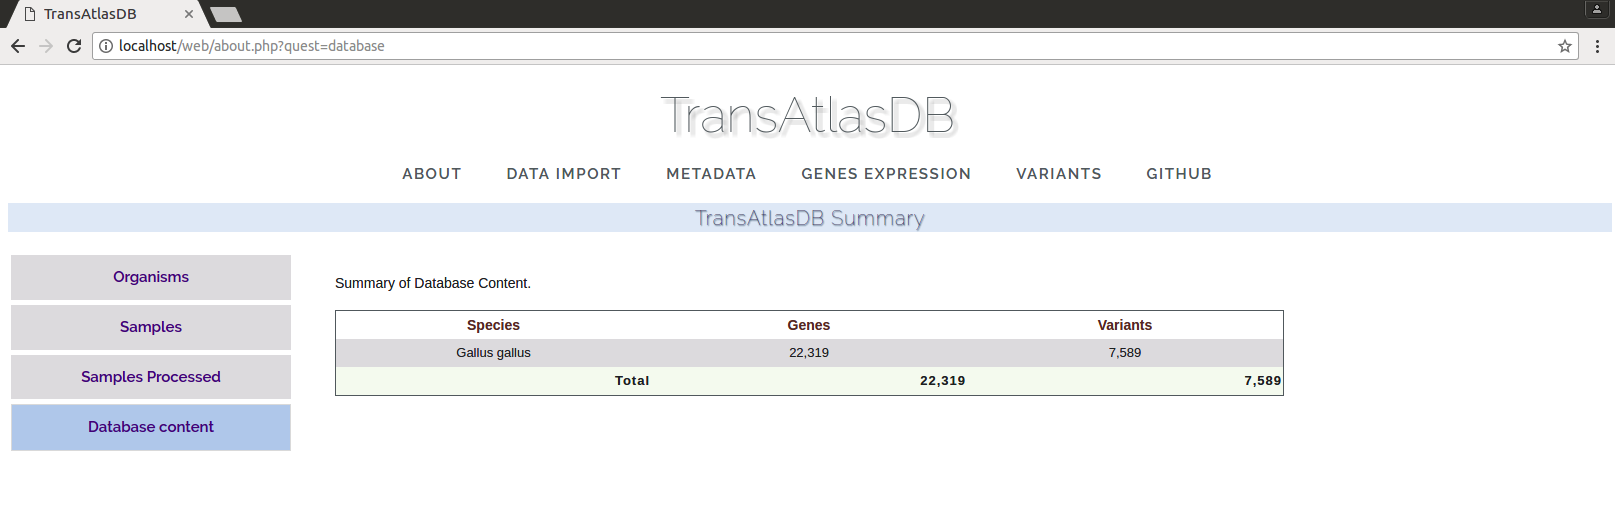 TransAtlasDB
localhost/web/about.php?quest=database
TransAtlasDB
ABOUT DATA IMPORT METADATA GENES EXPRESSION VARIANTS GITHUB
TransAtlasDB Summary
Organisms
Samples
Samples Processed
Database content
Summary of Database Content.
Species Genes Variants
Gallus gallus 22,319 7,589
Total 22,319 7,589